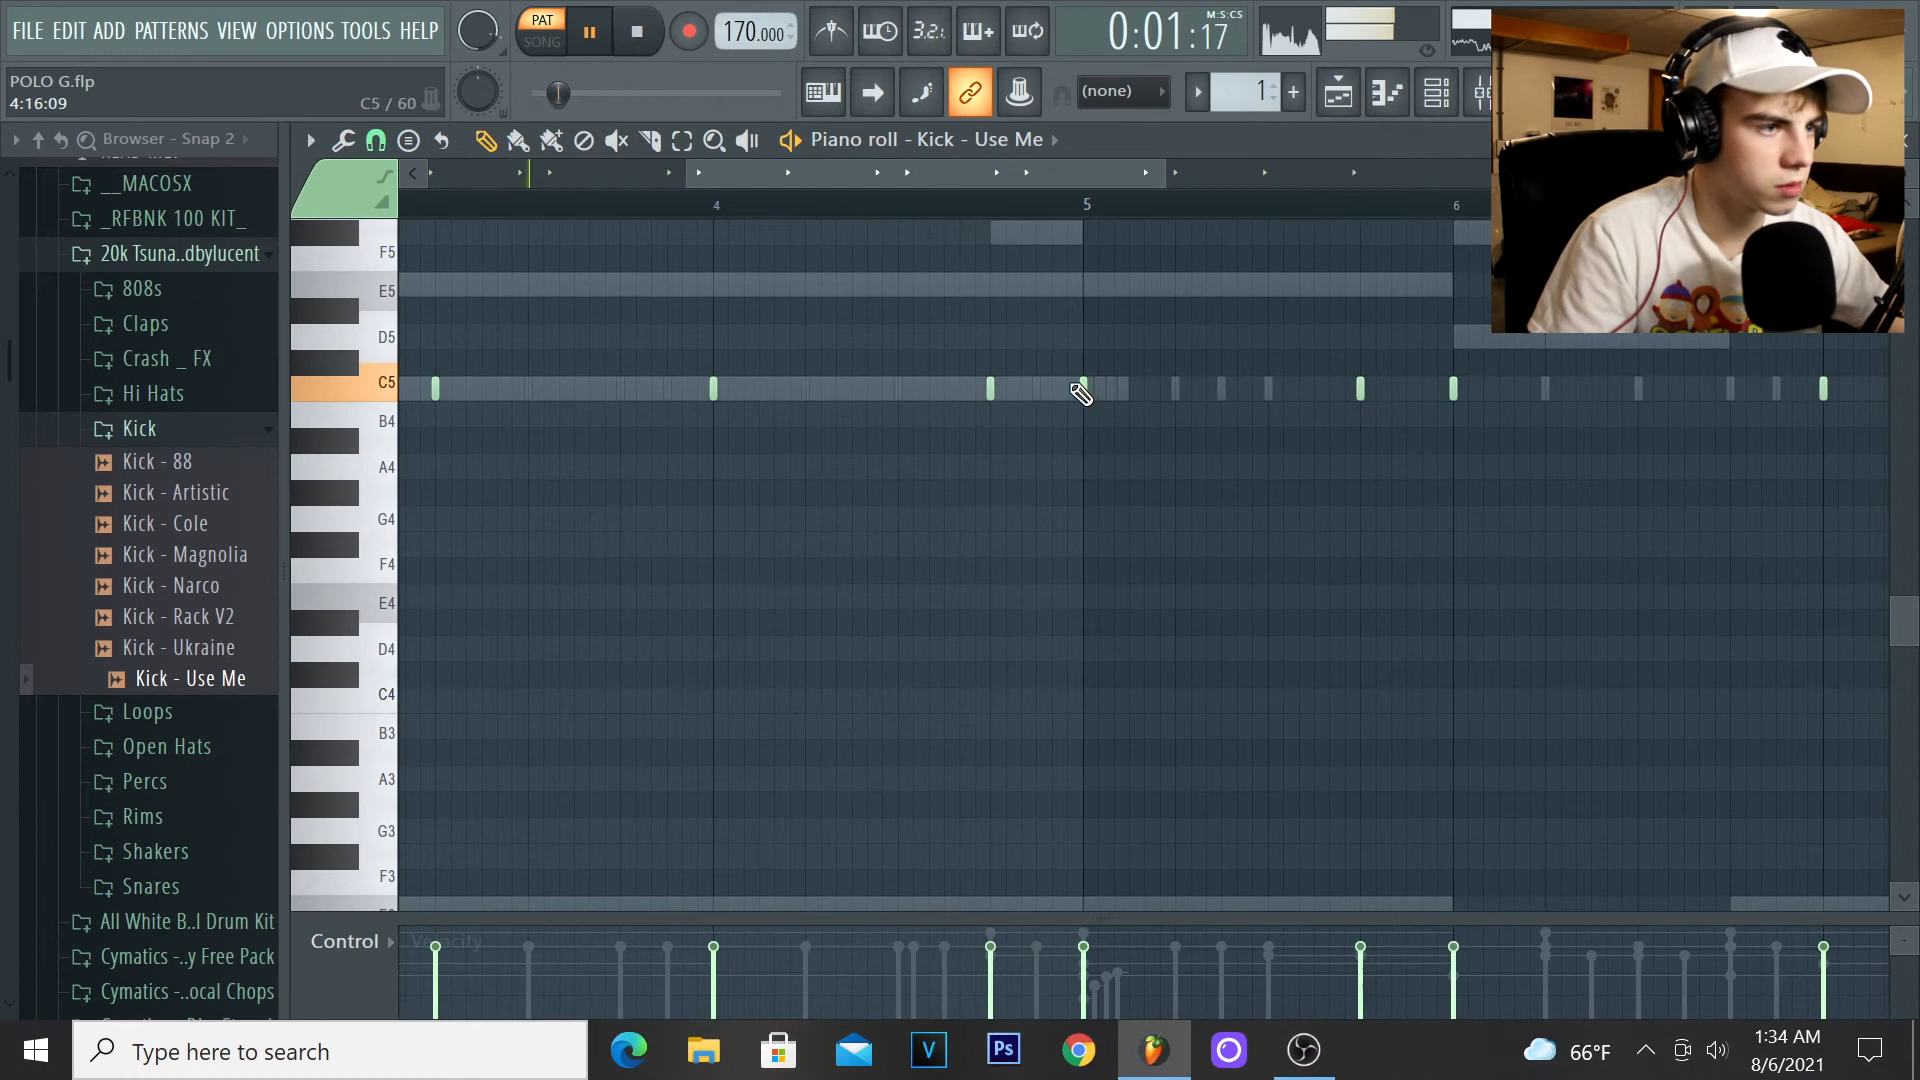 FILE EDIT ADD PATTERNS VIEW OPTIONS TOOLS HELP
PAT
SONG
170.000
3.2.
M:S:CS
0:01:17
POLO G.flp
4:16:09
C5 / 60
(none)
1
Browser - Snap 2
Piano roll - Kick - Use Me
__MACOSX
_RFBNK 100 KIT_
20k Tsuna..dbylucent
808s
Claps
Crash _ FX
Hi Hats
Kick
Kick - 88
Kick - Artistic
Kick - Cole
Kick - Magnolia
Kick - Narco
Kick - Rack V2
Kick - Ukraine
Kick - Use Me
Loops
Open Hats
Percs
Rims
Shakers
Snares
All White B..l Drum Kit
Cymatics -..y Free Pack
Cymatics -..ocal Chops
4
5
6
F5
E5
D5
C5
B4
A4
G4
F4
E4
D4
C4
B3
A3
G3
F3
Control
Velocity
Type here to search
V
Ps
66°F
1:34 AM
8/6/2021